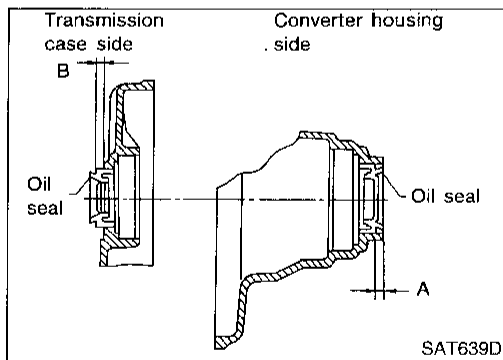 Transmission
case side
B
Converter housing
side
Oil
seal
Oil seal
A
SAT639D